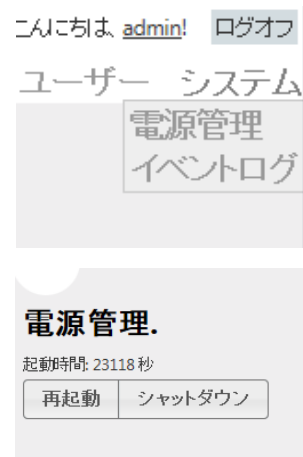 こんにちは、admin! ログオフ
ユーザー システム
電源管理
イベントログ
電源管理.
起動時間: 23118 秒
再起動 シャットダウン